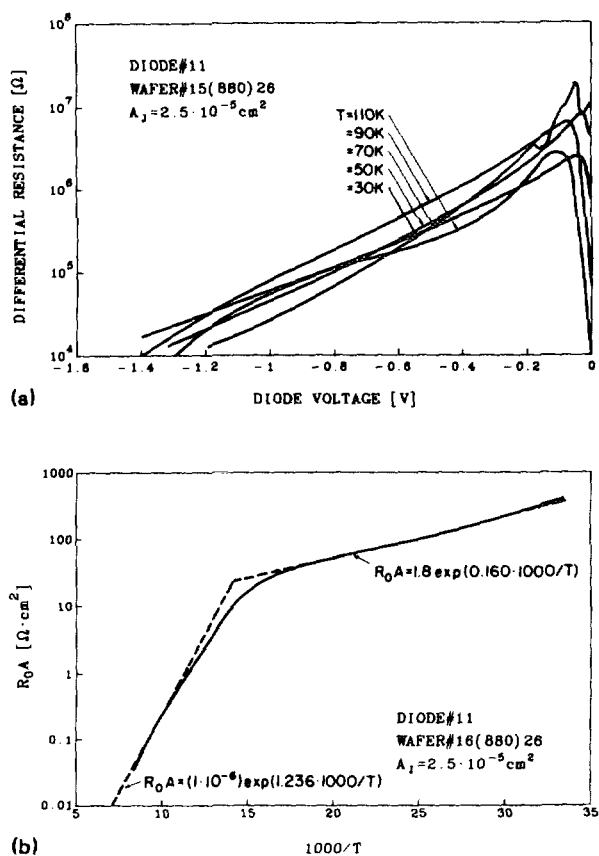 10⁸
DIODE#11
WAFER#15(880)26
A_J=2.5·10⁻⁵cm²
10⁷
T=110K
=90K
=70K
=50K
=30K
10⁶
10⁵
10⁴
DIFFERENTIAL RESISTANCE [Ω]
-1.6 -1.4 -1.2 -1 -0.8 -0.6 -0.4 -0.2 0
(a)
DIODE VOLTAGE [V]
1000
100
R₀A=1.8exp(0.160·1000/T)
10
R₀A [Ω·cm²]
1
DIODE#11
WAFER#16(880)26
0.1
A_J=2.5·10⁻⁵cm²
R₀A=(1·10⁻⁶)exp(1.236·1000/T)
0.01
5 10 15 20 25 30 35
(b)
1000/T